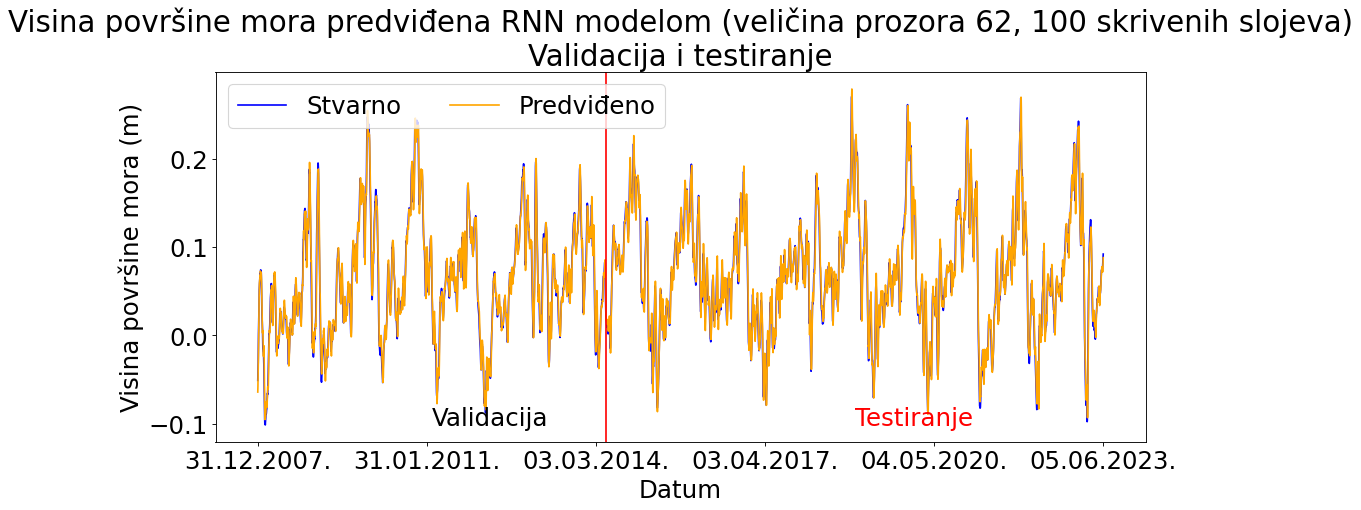 Visina površine mora predviđena RNN modelom (veličina prozora 62, 100 skrivenih slojeva)
Validacija i testiranje
Stvarno Predviđeno
Visina površine mora (m)
0.2
0.1
0.0
−0.1
Validacija Testiranje
31.12.2007. 31.01.2011. 03.03.2014. 03.04.2017. 04.05.2020. 05.06.2023.
Datum